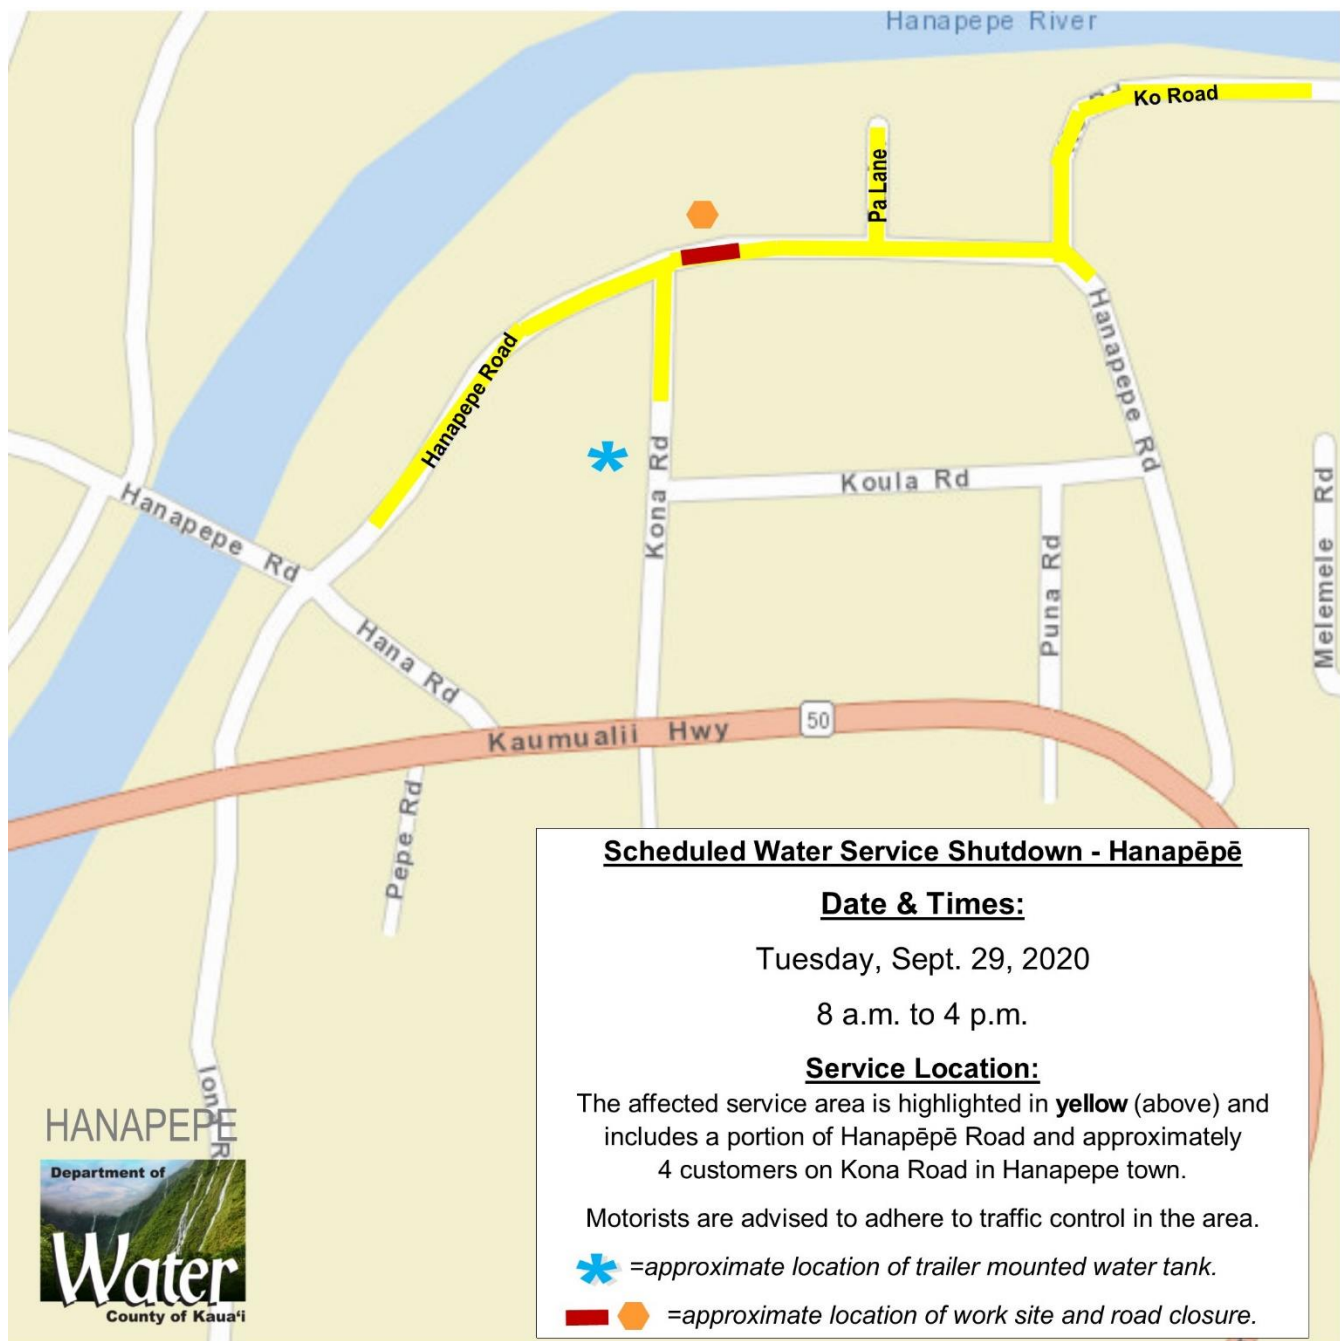 Hanapepe River
Ko Road
Rd
Pa Lane
Hanapepe Road
Hanapepe Rd
Hanapepe Rd
Kona Rd
Koula Rd
Puna Rd
Melemele Rd
Hana Rd
Kaumualii Hwy
50
Pepe Rd
Iona R
HANAPEPE
Department of
Water
County of Kauaʻi
Scheduled Water Service Shutdown - Hanapēpē
Date & Times:
Tuesday, Sept. 29, 2020
8 a.m. to 4 p.m.
Service Location:
The affected service area is highlighted in yellow (above) and
includes a portion of Hanapēpē Road and approximately
4 customers on Kona Road in Hanapepe town.
Motorists are advised to adhere to traffic control in the area.
=approximate location of trailer mounted water tank.
=approximate location of work site and road closure.